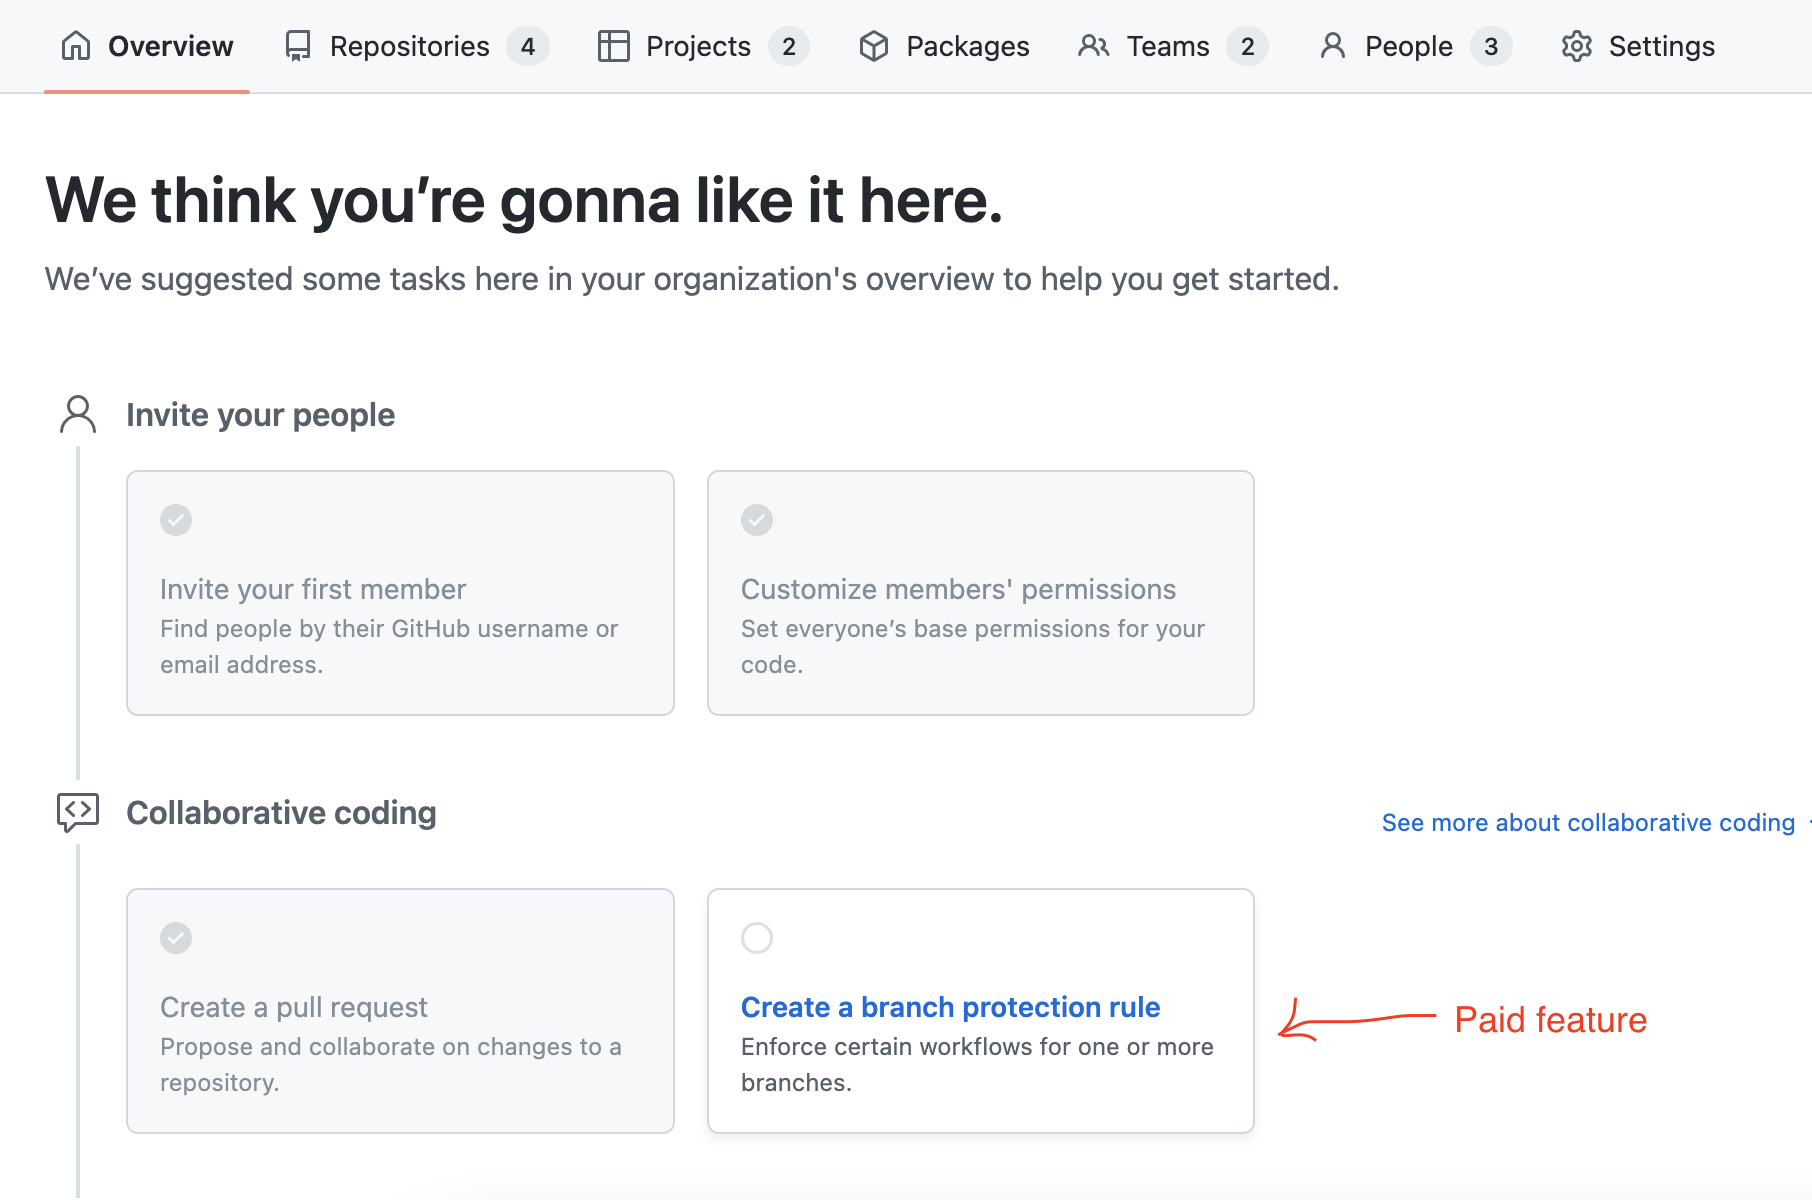 Overview Repositories 4 Projects 2 Packages Teams 2 People 3 Settings
We think you’re gonna like it here.
We’ve suggested some tasks here in your organization's overview to help you get started.
Invite your people
Invite your first member
Find people by their GitHub username or
email address.
Customize members' permissions
Set everyone’s base permissions for your
code.
Collaborative coding
See more about collaborative coding
Create a pull request
Propose and collaborate on changes to a
repository.
Create a branch protection rule
Enforce certain workflows for one or more
branches.
Paid feature